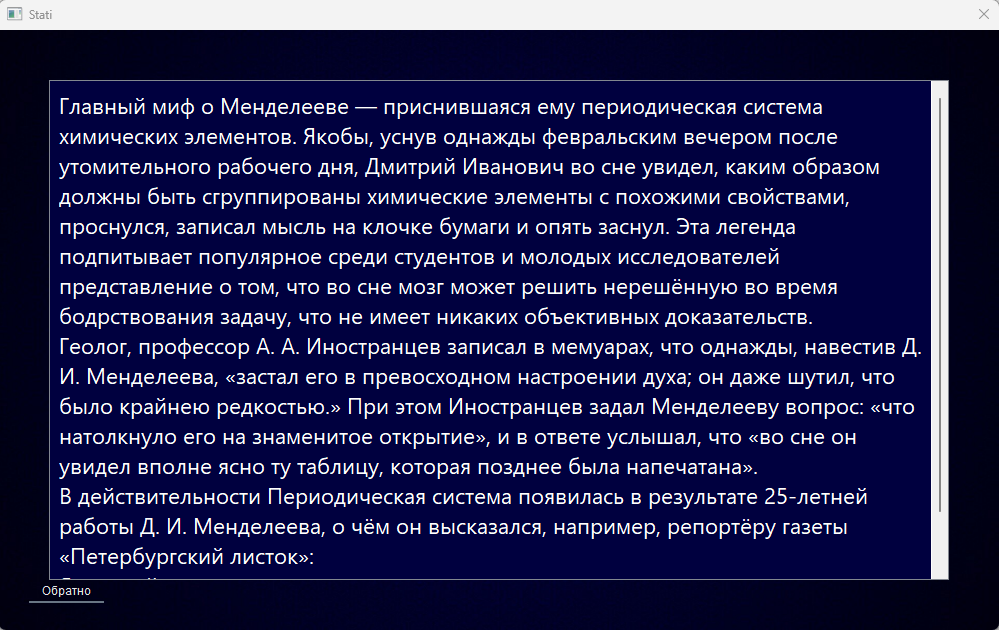 Stati
Главный миф о Менделееве — приснившаяся ему периодическая система
химических элементов. Якобы, уснув однажды февральским вечером после
утомительного рабочего дня, Дмитрий Иванович во сне увидел, каким образом
должны быть сгруппированы химические элементы с похожими свойствами,
проснулся, записал мысль на клочке бумаги и опять заснул. Эта легенда
подпитывает популярное среди студентов и молодых исследователей
представление о том, что во сне мозг может решить нерешённую во время
бодрствования задачу, что не имеет никаких объективных доказательств.
Геолог, профессор А. А. Иностранцев записал в мемуарах, что однажды, навестив Д.
И. Менделеева, «застал его в превосходном настроении духа; он даже шутил, что
было крайнею редкостью.» При этом Иностранцев задал Менделееву вопрос: «что
натолкнуло его на знаменитое открытие», и в ответе услышал, что «во сне он
увидел вполне ясно ту таблицу, которая позднее была напечатана».
В действительности Периодическая система появилась в результате 25-летней
работы Д. И. Менделеева, о чём он высказался, например, репортёру газеты
«Петербургский листок»:
Обратно